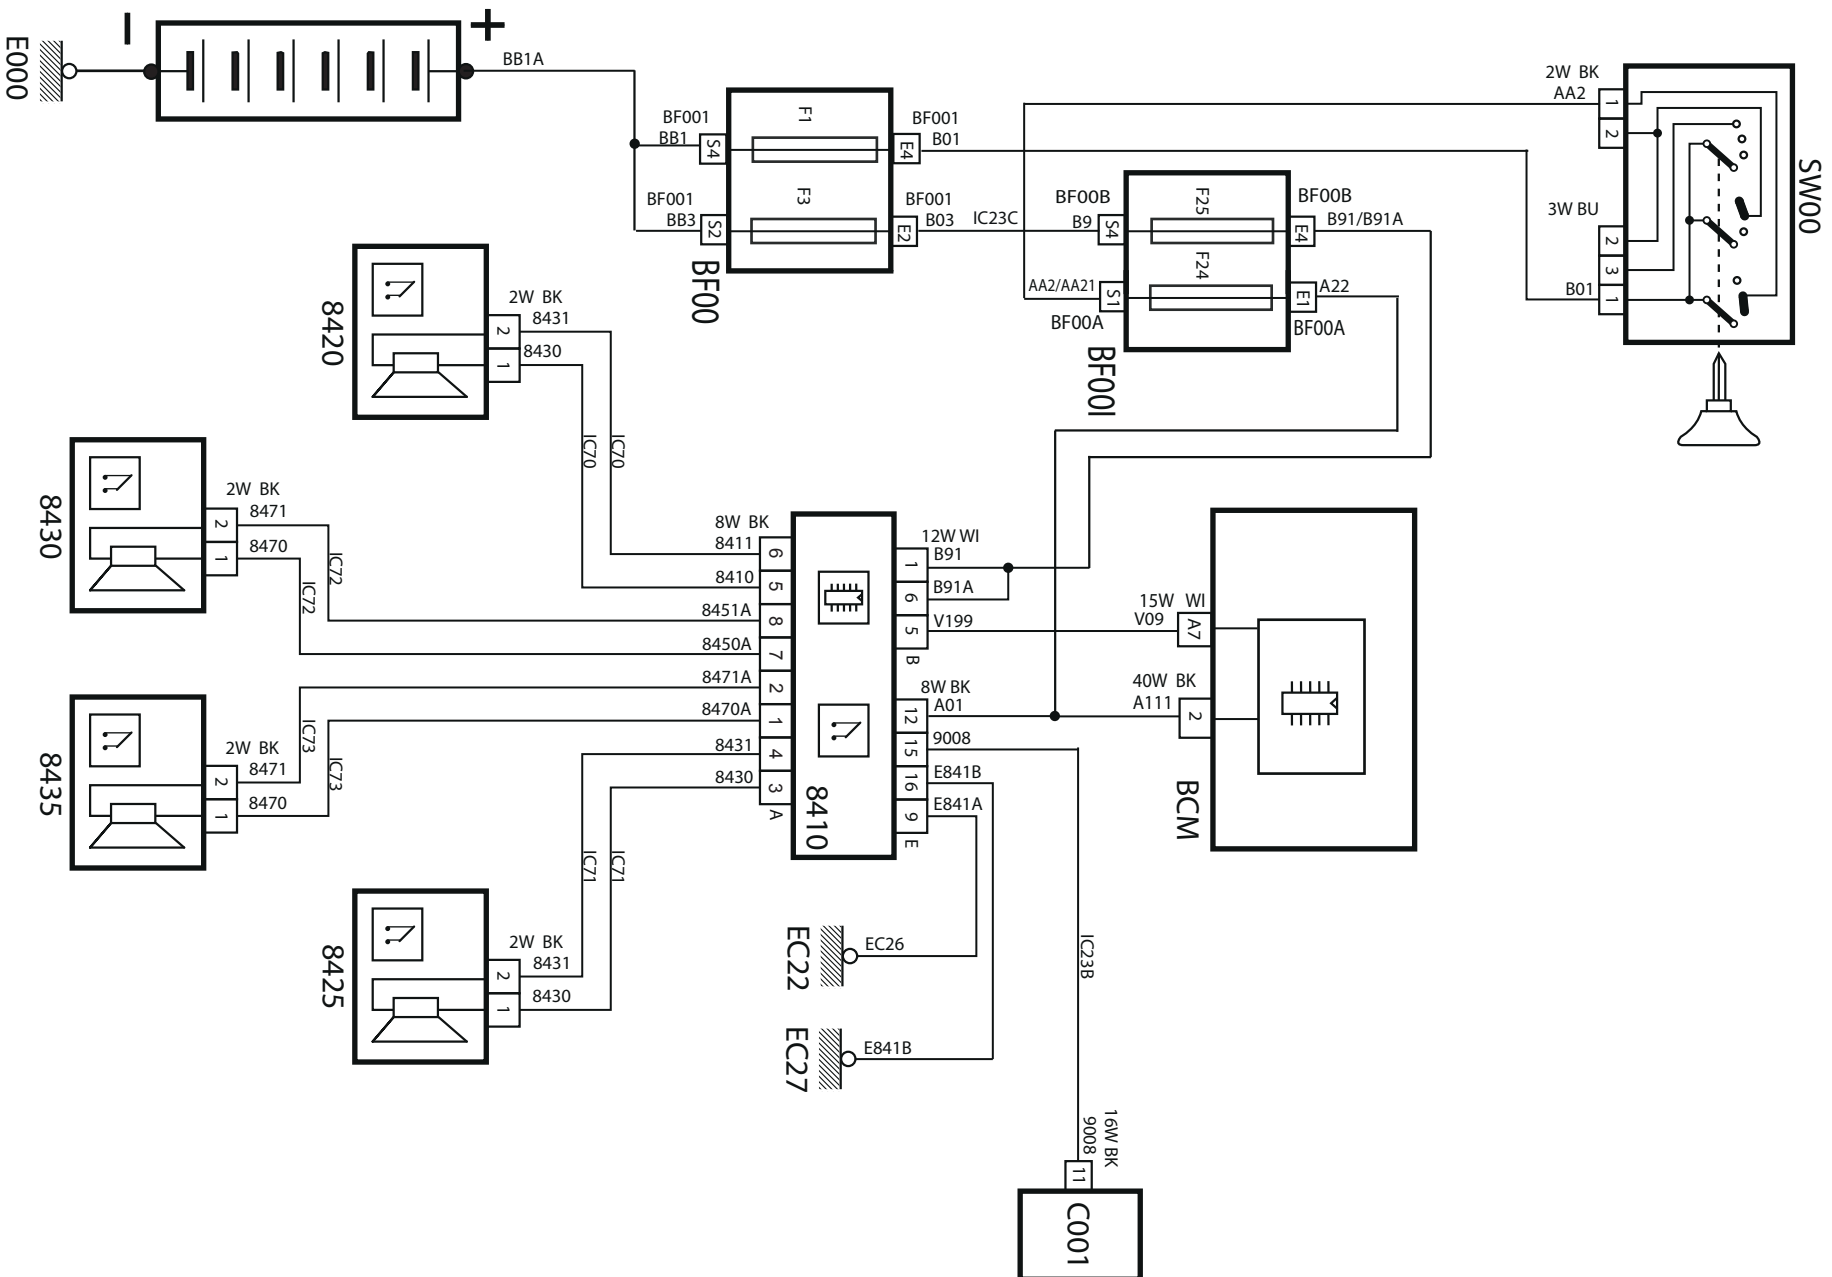 E000
−
+
BB1A
BF001
BB1
S4
F1
E4
BF001
B01
BF001
BB3
S2
F3
E2
BF001
B03
IC23C
BF00
BF00B
B9
S4
F25
E4
BF00B
B91/B91A
AA2/AA21
S1
BF00A
F24
E1
A22
BF00A
BF00I
2W BK
AA2
1
2
3W BU
2
3
B01
1
SW00
8420
2W BK
8431
2
8430
1
IC70
IC70
8430
2W BK
8471
2
8470
1
IC72
IC72
8435
2W BK
8471
2
8470
1
IC73
IC73
8425
2W BK
8431
2
8430
1
IC71
IC71
8W BK
8411
6
8410
5
8451A
8
8450A
7
8471A
2
8470A
1
8431
4
8430
3
A
8410
12W WI
B91
1
B91A
6
V199
5
B
8W BK
A01
12
9008
15
E841B
16
E841A
9
E
15W WI
V09
A7
40W BK
A111
2
BCM
EC22
EC26
EC27
E841B
IC23B
16W BK
9008
11
C001